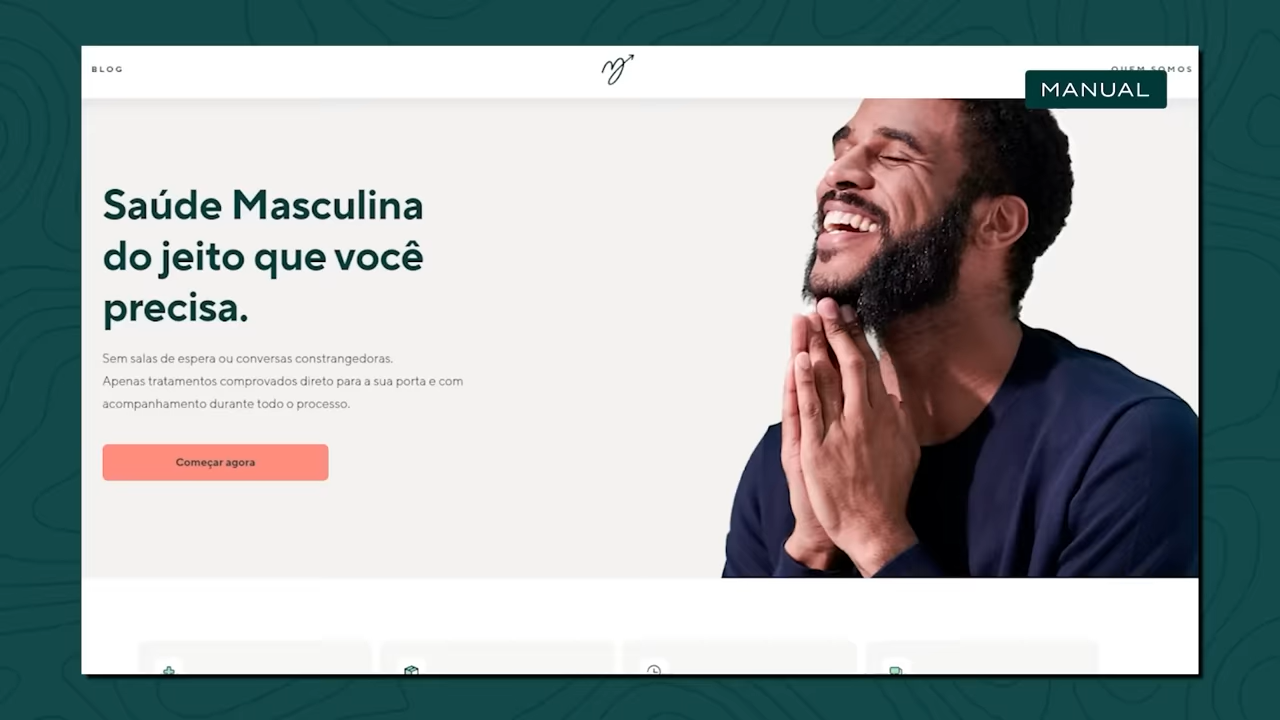 BLOG
QUEM SOMOS
MANUAL
Saúde Masculina
do jeito que você
precisa.
Sem salas de espera ou conversas constrangedoras.
Apenas tratamentos comprovados direto para a sua porta e com
acompanhamento durante todo o processo.
Começar agora